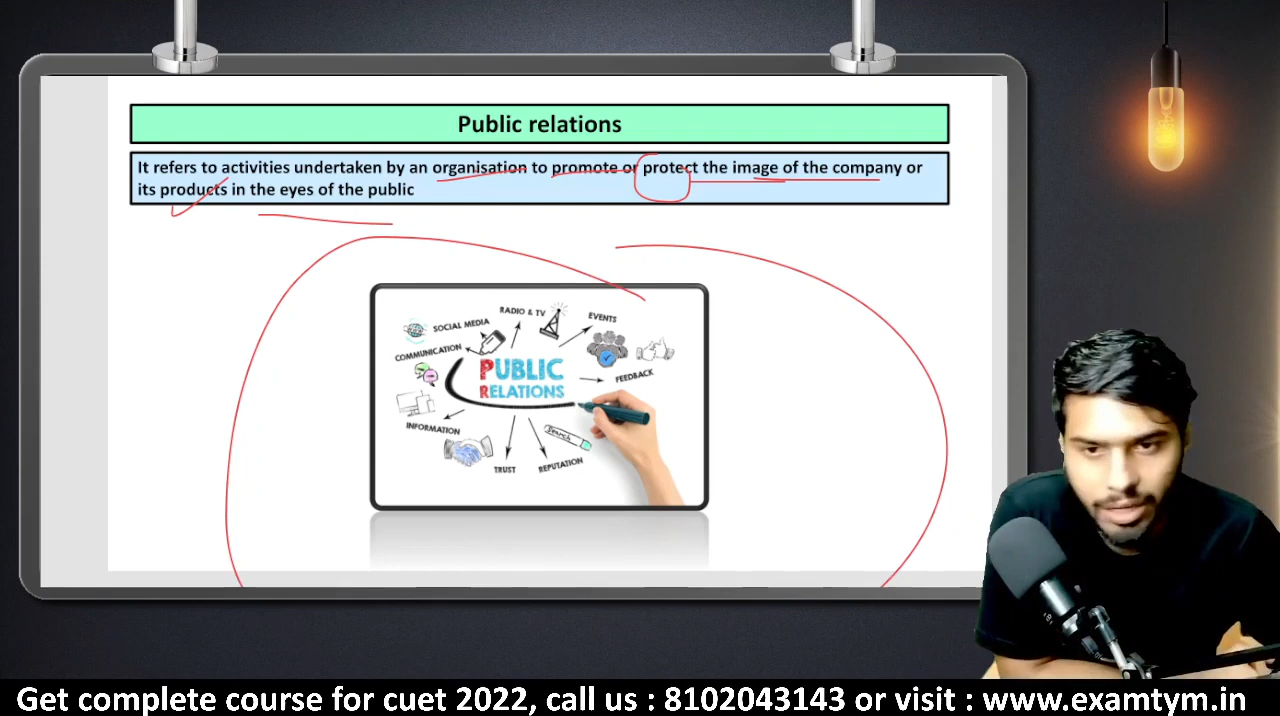 Public relations
It refers to activities undertaken by an organisation to promote or protect the image of the company or
its products in the eyes of the public
RADIO & TV
EVENTS
SOCIAL MEDIA
COMMUNICATION
PUBLIC
RELATIONS
FEEDBACK
INFORMATION
Search
TRUST
REPUTATION
Get complete course for cuet 2022, call us : 8102043143 or visit : www.examtym.in